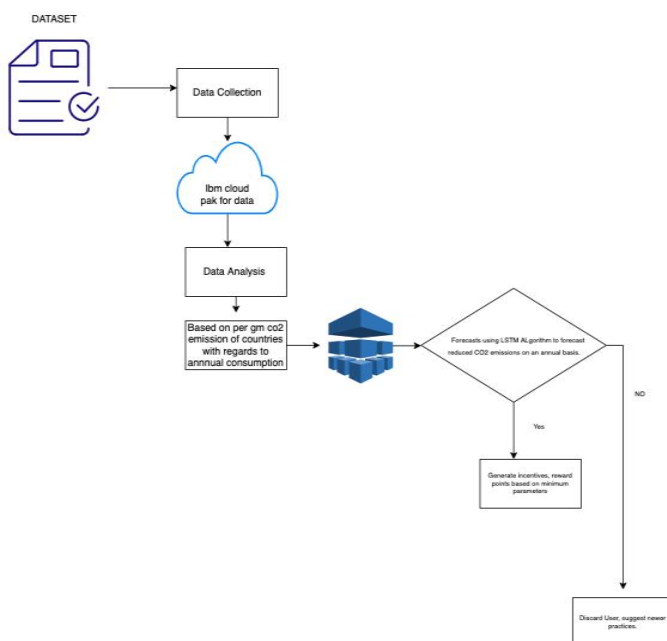 DATASET
Data Collection
Ibm cloud
pak for data
Data Analysis
Based on per gm co2
emission of countries
with regards to
annnual consumption
Forecasts using LSTM ALgorithm to forecast
reduced CO2 emissions on an annual basis.
NO
Yes
Generate incentives, reward
points based on minimum
parameters
Discard User, suggest newer
practices.